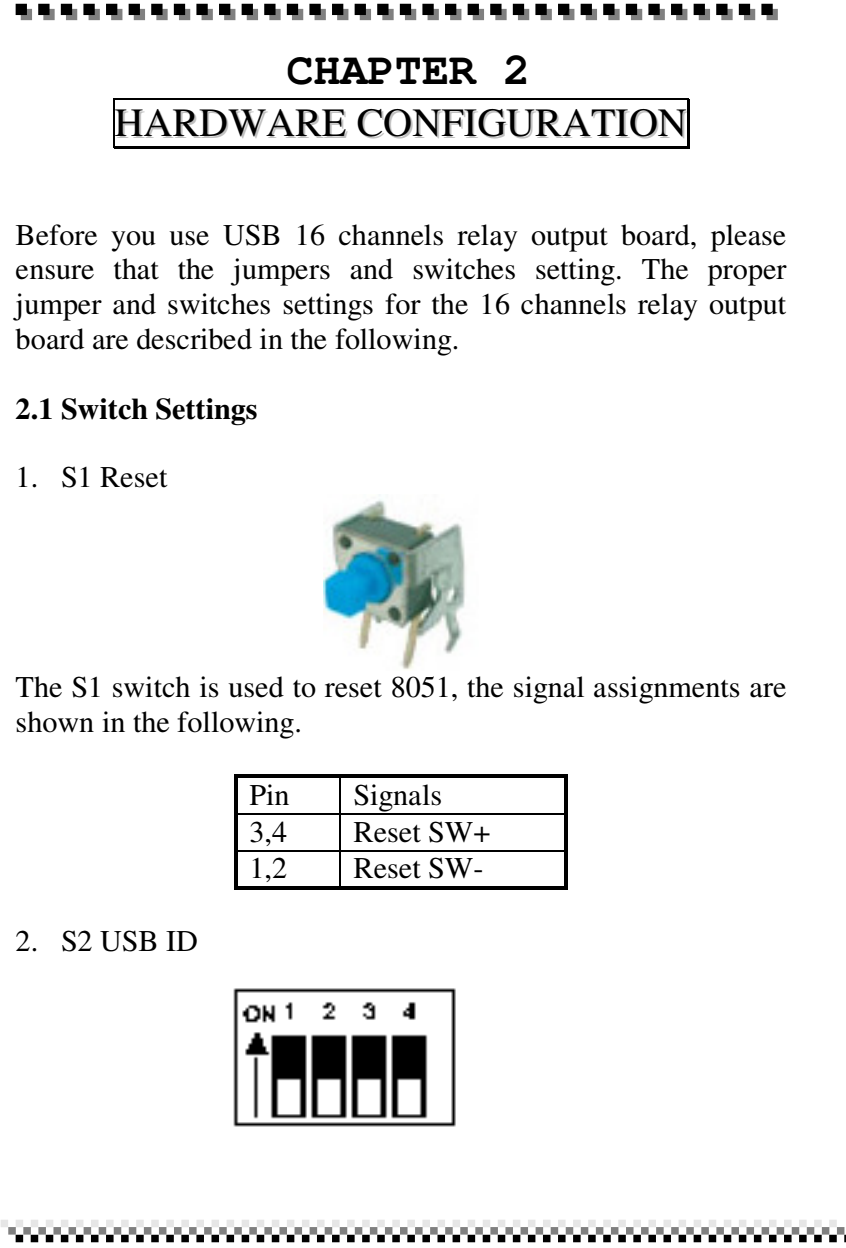 CHAPTER 2
HARDWARE CONFIGURATION
Before you use USB 16 channels relay output board, please
ensure that the jumpers and switches setting. The proper
jumper and switches settings for the 16 channels relay output
board are described in the following.
2.1 Switch Settings
1. S1 Reset
The S1 switch is used to reset 8051, the signal assignments are
shown in the following.
Pin Signals
3,4 Reset SW+
1,2 Reset SW-
2. S2 USB ID
ON 1 2 3 4